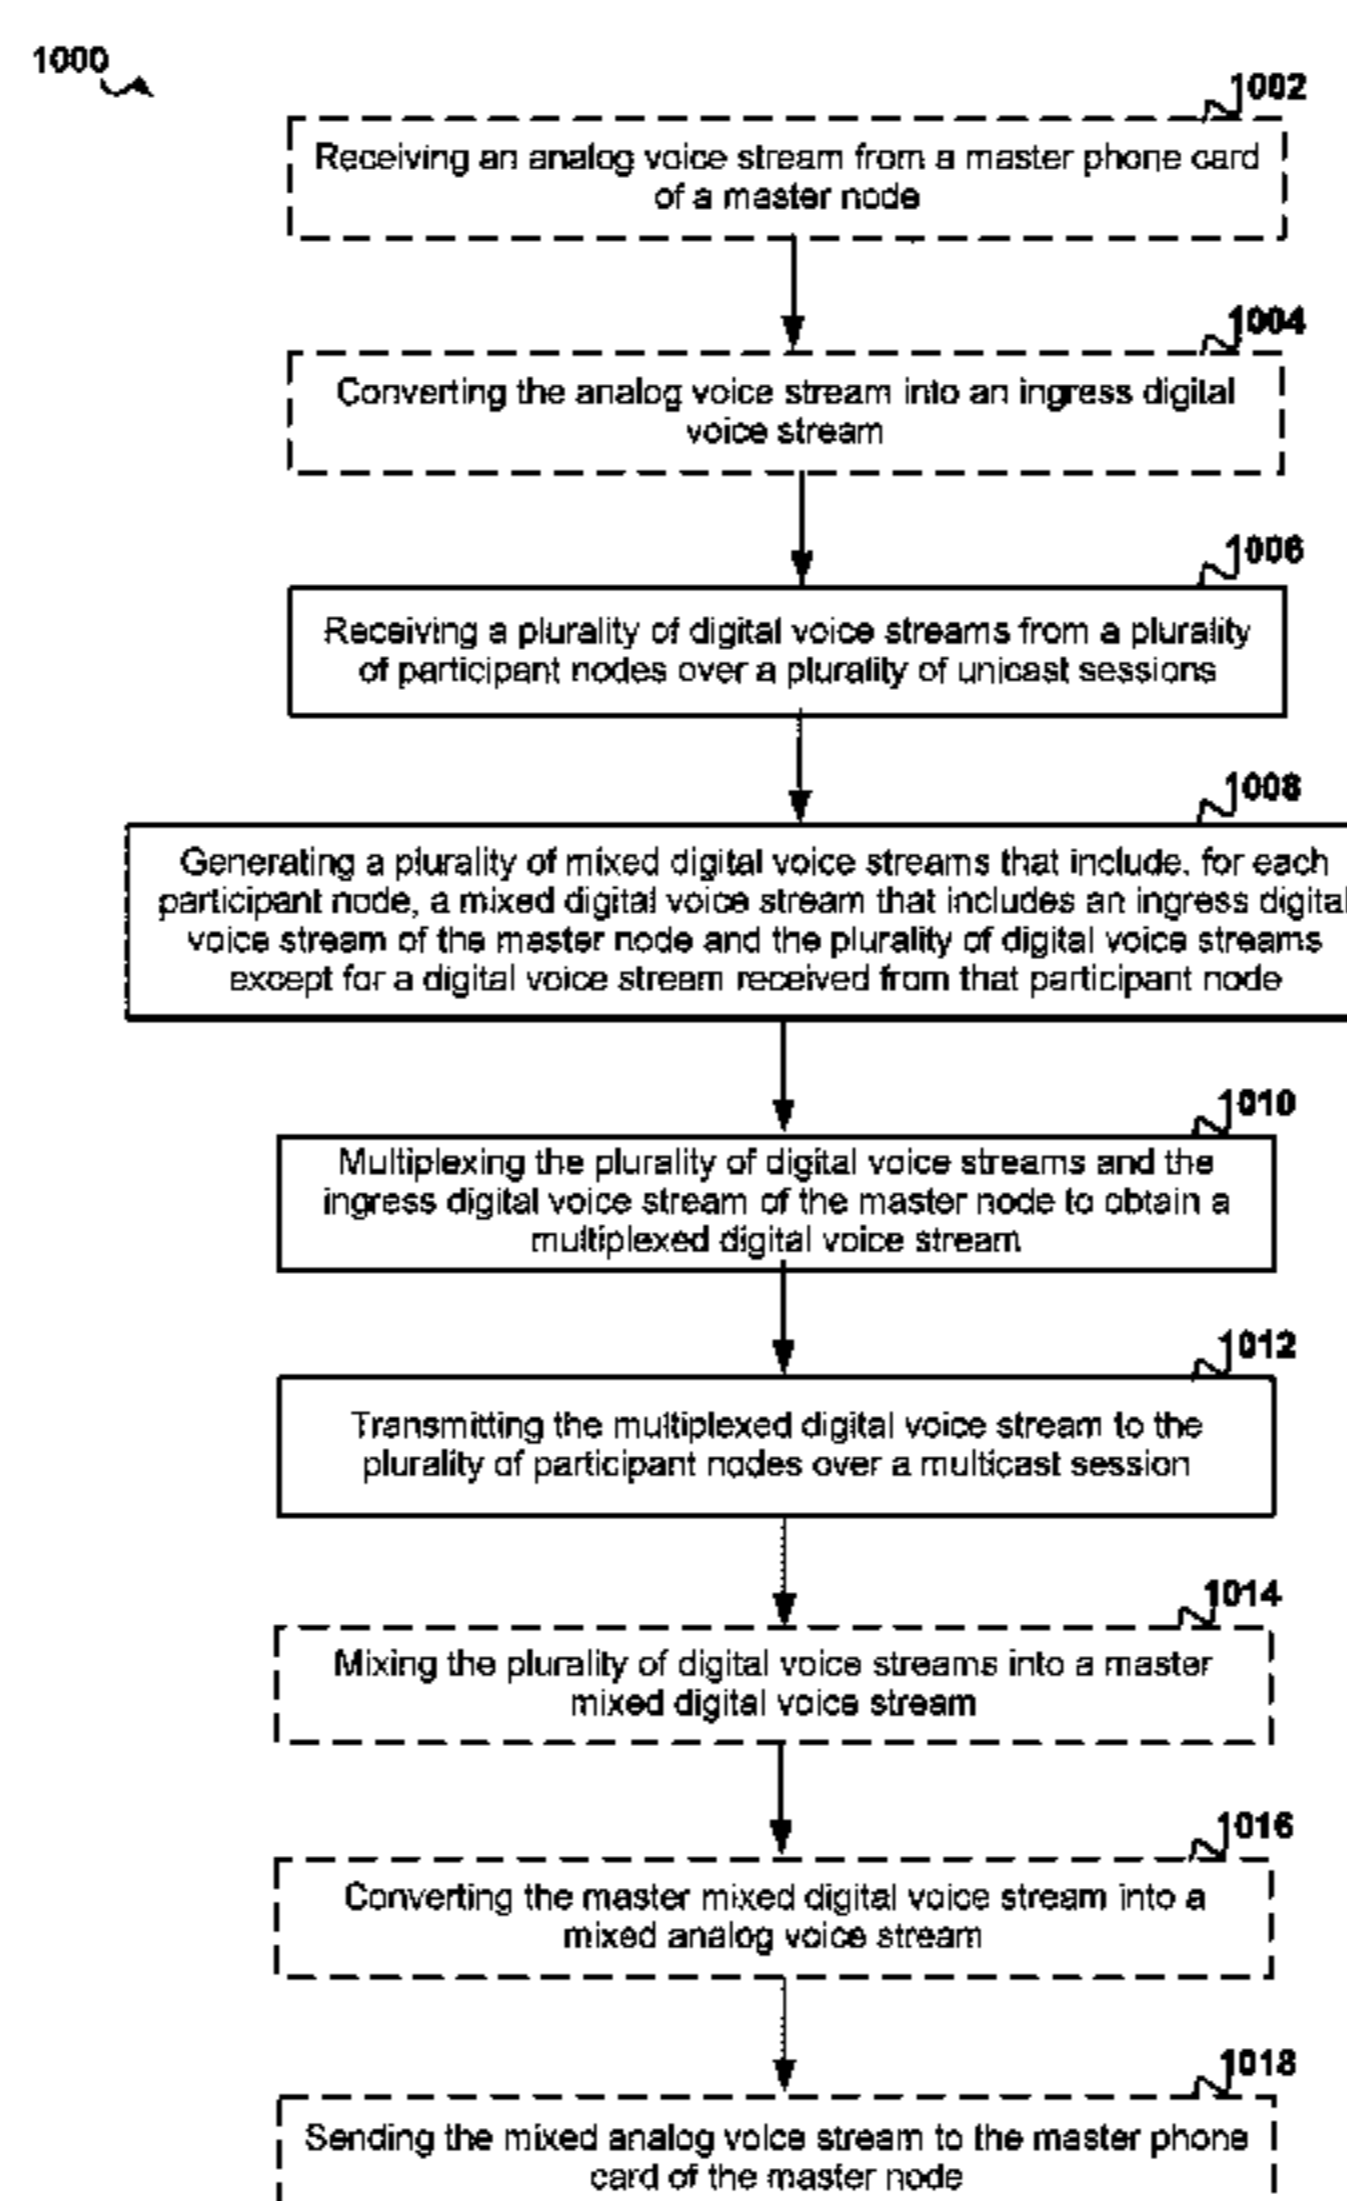 1000
1002
Receiving an analog voice stream from a master phone card
of a master node
1004
Converting the analog voice stream into an ingress digital
voice stream
1006
Receiving a plurality of digital voice streams from a plurality
of participant nodes over a plurality of unicast sessions
1008
Generating a plurality of mixed digital voice streams that include, for each
participant node, a mixed digital voice stream that includes an ingress digital
voice stream of the master node and the plurality of digital voice streams
except for a digital voice stream received from that participant node
1010
Multiplexing the plurality of digital voice streams and the
ingress digital voice stream of the master node to obtain a
multiplexed digital voice stream
1012
Transmitting the multiplexed digital voice stream to the
plurality of participant nodes over a multicast session
1014
Mixing the plurality of digital voice streams into a master
mixed digital voice stream
1016
Converting the master mixed digital voice stream into a
mixed analog voice stream
1018
Sending the mixed analog voice stream to the master phone
card of the master node